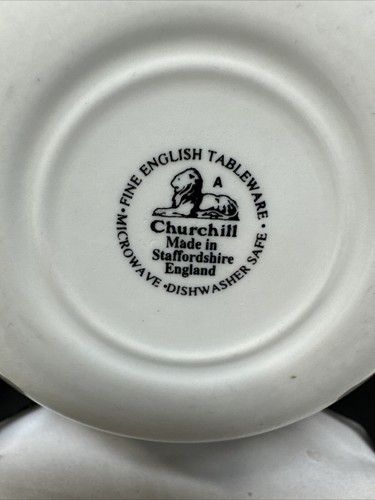 • FINE ENGLISH TABLEWARE •
A
Churchill
Made in
Staffordshire
England
MICROWAVE • DISHWASHER SAFE